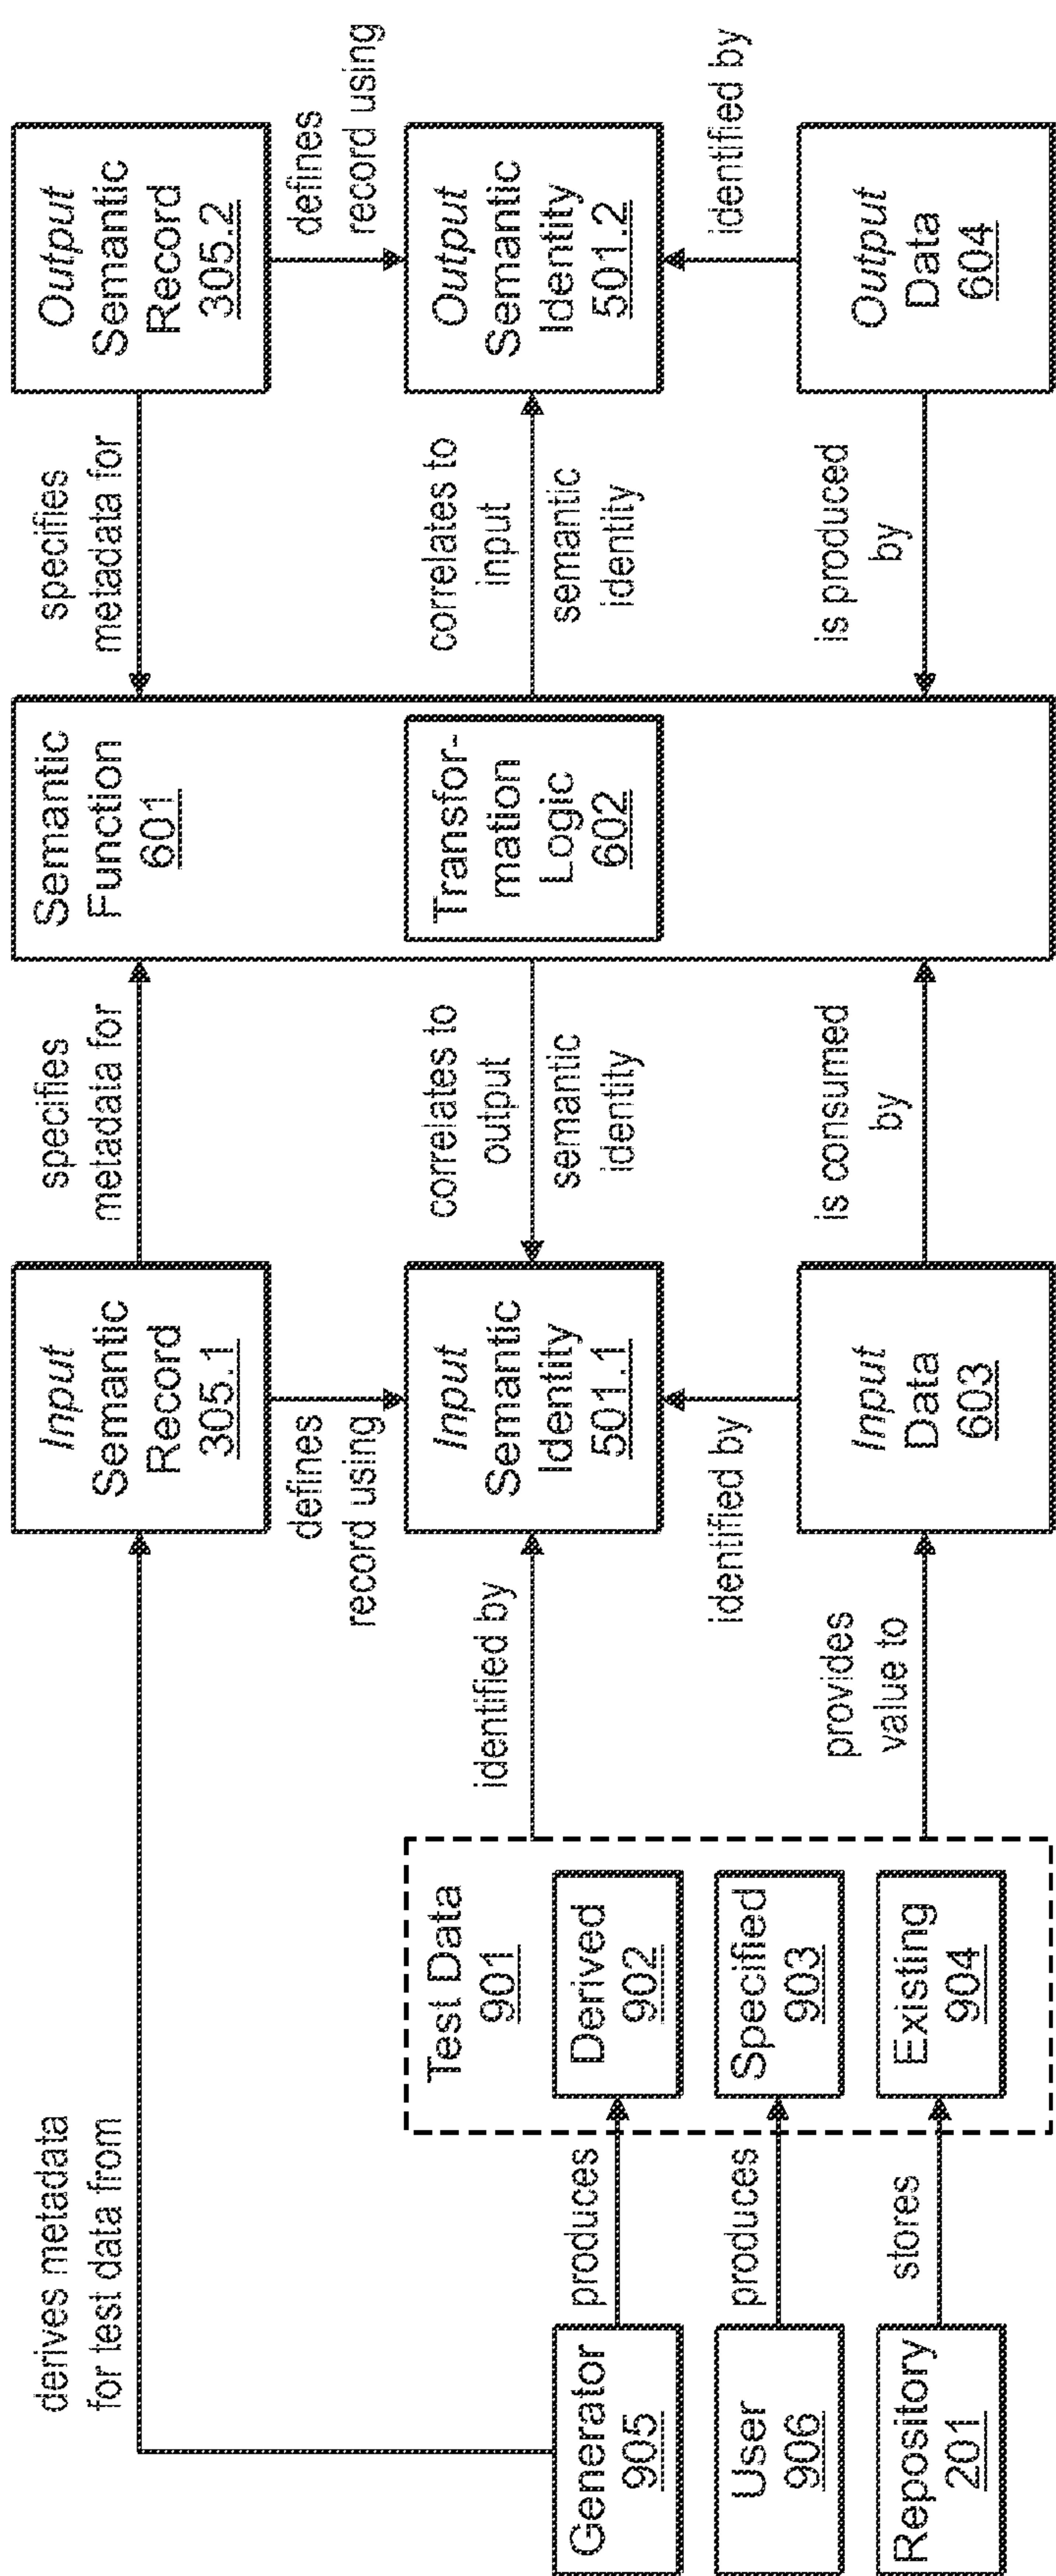 derives metadata
for test data from
Generator
905
User
906
Repository
201
produces
produces
stores
Test Data
901
Derived
902
Specified
903
Existing
904
identified by
provides
value to
Input
Semantic
Record
305.1
defines
record using
Input
Semantic
Identity
501.1
identified by
Input
Data
603
specifies
metadata for
correlates to
output
semantic
identity
is consumed
by
Semantic
Function
601
Transfor-
mation
Logic
602
specifies
metadata for
correlates to
input
semantic
identity
is produced
by
Output
Semantic
Record
305.2
defines
record using
Output
Semantic
Identity
501.2
identified by
Output
Data
604